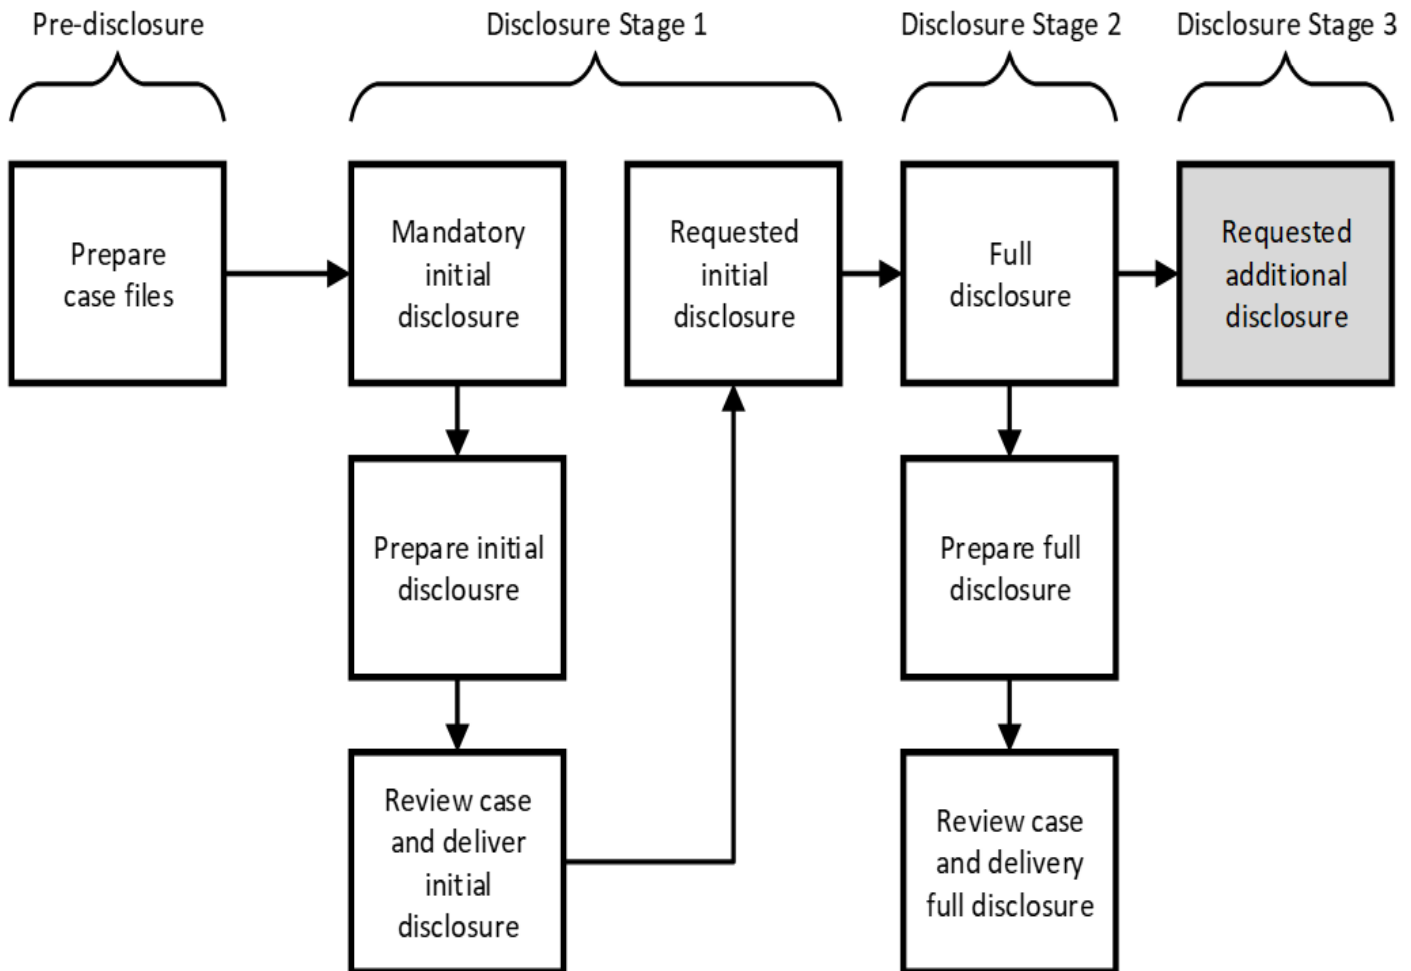 Pre-disclosure
Disclosure Stage 1
Disclosure Stage 2
Disclosure Stage 3
Prepare
case files
Mandatory
initial
disclosure
Requested
initial
disclosure
Full
disclosure
Requested
additional
disclosure
Prepare initial
disclousre
Prepare full
disclosure
Review case
and deliver
initial
disclosure
Review case
and delivery
full disclosure